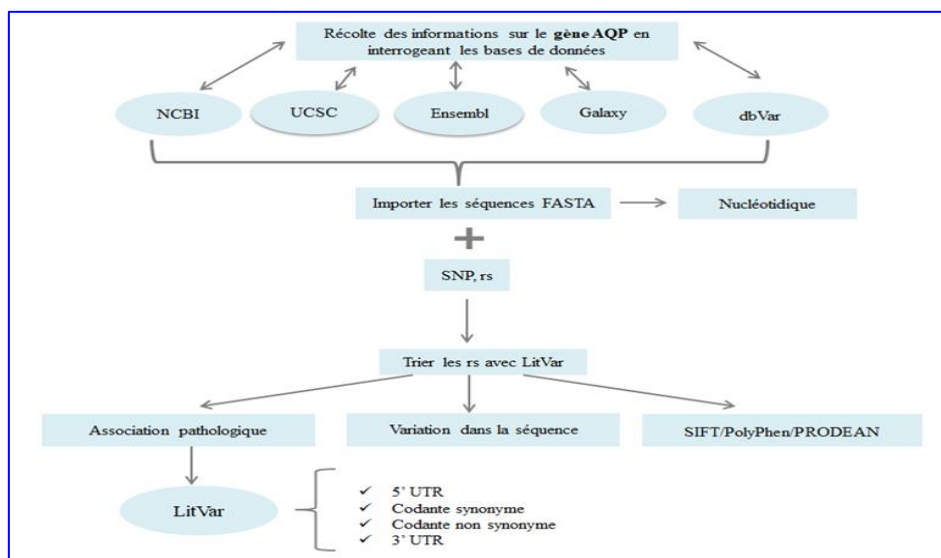 Récolte des informations sur le gène AQP en
interrogeant les bases de données
NCBI
UCSC
Ensembl
Galaxy
dbVar
Importer les séquences FASTA
Nucléotidique
+
SNP, rs
Trier les rs avec LitVar
Association pathologique
Variation dans la séquence
SIFT/PolyPhen/PRODEAN
LitVar
✓ 5' UTR
✓ Codante synonyme
✓ Codante non synonyme
✓ 3' UTR